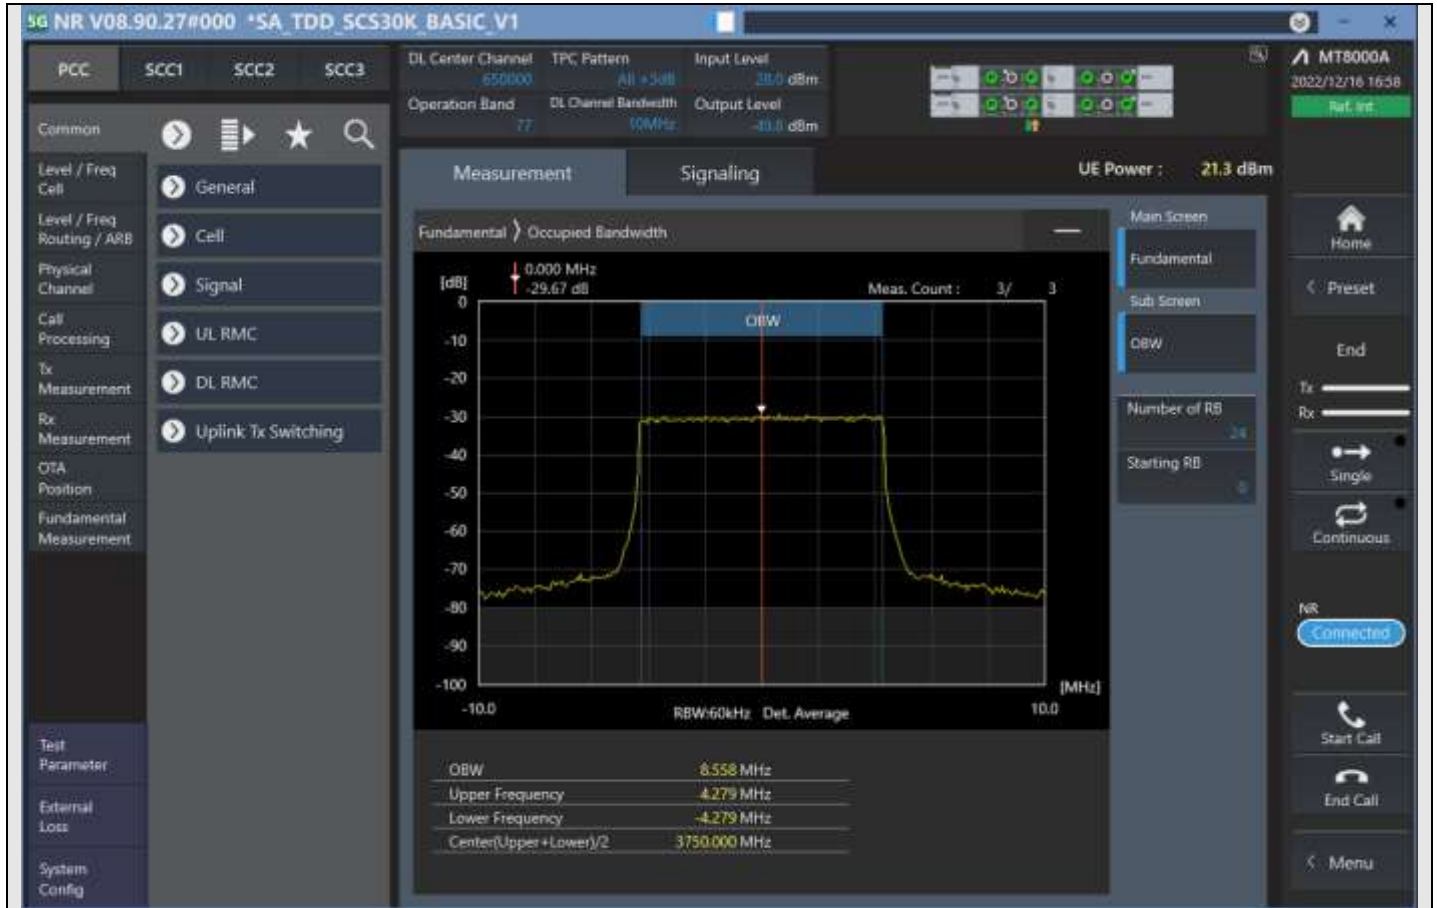 5G NR V08.90.27#000 *SA_TDD_SCS30K_BASIC_V1
PCC SCC1 SCC2 SCC3
DL Center Channel TPC Pattern Input Level
650000 All +3dB 28.0 dBm
Operation Band DL Channel Bandwidth Output Level
77 10MHz dBm
MT8000A
2022/12/16 16:58
Ref. Int
Common
Level / Freq
Cell
Level / Freq
Routing / ARB
Physical
Channel
Call
Processing
Tx
Measurement
Rx
Measurement
OTA
Position
Fundamental
Measurement
Test
Parameter
External
Loss
System
Config
General
Cell
Signal
UL RMC
DL RMC
Uplink Tx Switching
Measurement Signaling
UE Power : 21.3 dBm
Fundamental Occupied Bandwidth
0.000 MHz
-29.67 dB
[dB]
Meas. Count : 3/ 3
OBW
0
-10
-20
-30
-40
-50
-60
-70
-80
-90
-100
[MHz]
-10.0 10.0
RBW:60kHz Det. Average
OBW 8.558 MHz
Upper Frequency 4.279 MHz
Lower Frequency -4.279 MHz
Center(Upper+Lower)/2 3750.000 MHz
Main Screen
Fundamental
Sub Screen
OBW
Number of RB
24
Starting RB
0
Home
Preset
End
Tx
Rx
Single
Continuous
NR
Connected
Start Call
End Call
Menu